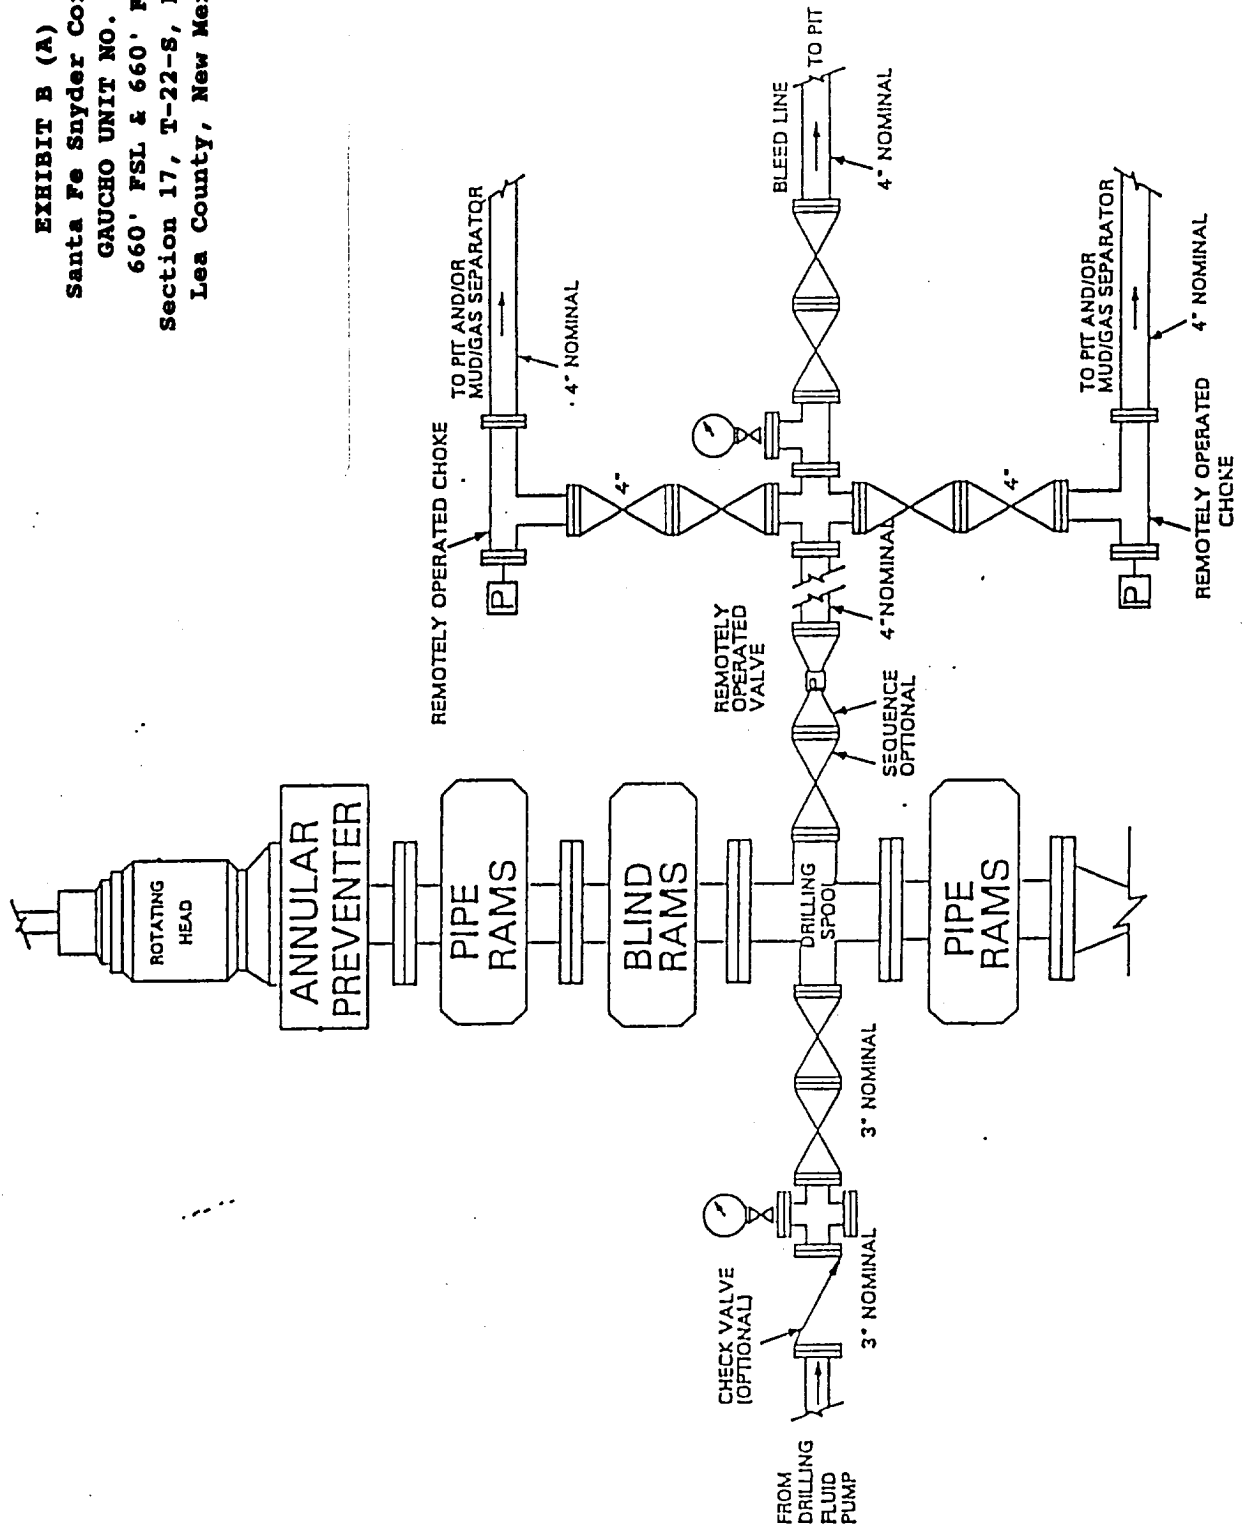 EXHIBIT B (A)
Santa Fe Snyder
GAUCHO UNIT NO.
660' FSL & 660'
Section 17, T-22-S,
Lea County, New
ROTATING
HEAD
ANNULAR
PREVENTER
PIPE
RAMS
BLIND
RAMS
DRILLING
SPOOL
PIPE
RAMS
FROM
DRILLING
FLUID
PUMP
CHECK VALVE
(OPTIONAL)
3" NOMINAL
3" NOMINAL
REMOTELY
OPERATED
VALVE
P
SEQUENCE
OPTIONAL
4" NOMINAL
REMOTELY OPERATED CHOKE
P
4"
TO PIT AND/OR
MUD/GAS SEPARATOR
4" NOMINAL
BLEED LINE
TO PIT
4" NOMINAL
4"
P
TO PIT AND/OR
MUD/GAS SEPARATOR
4" NOMINAL
REMOTELY OPERATED
CHOKE